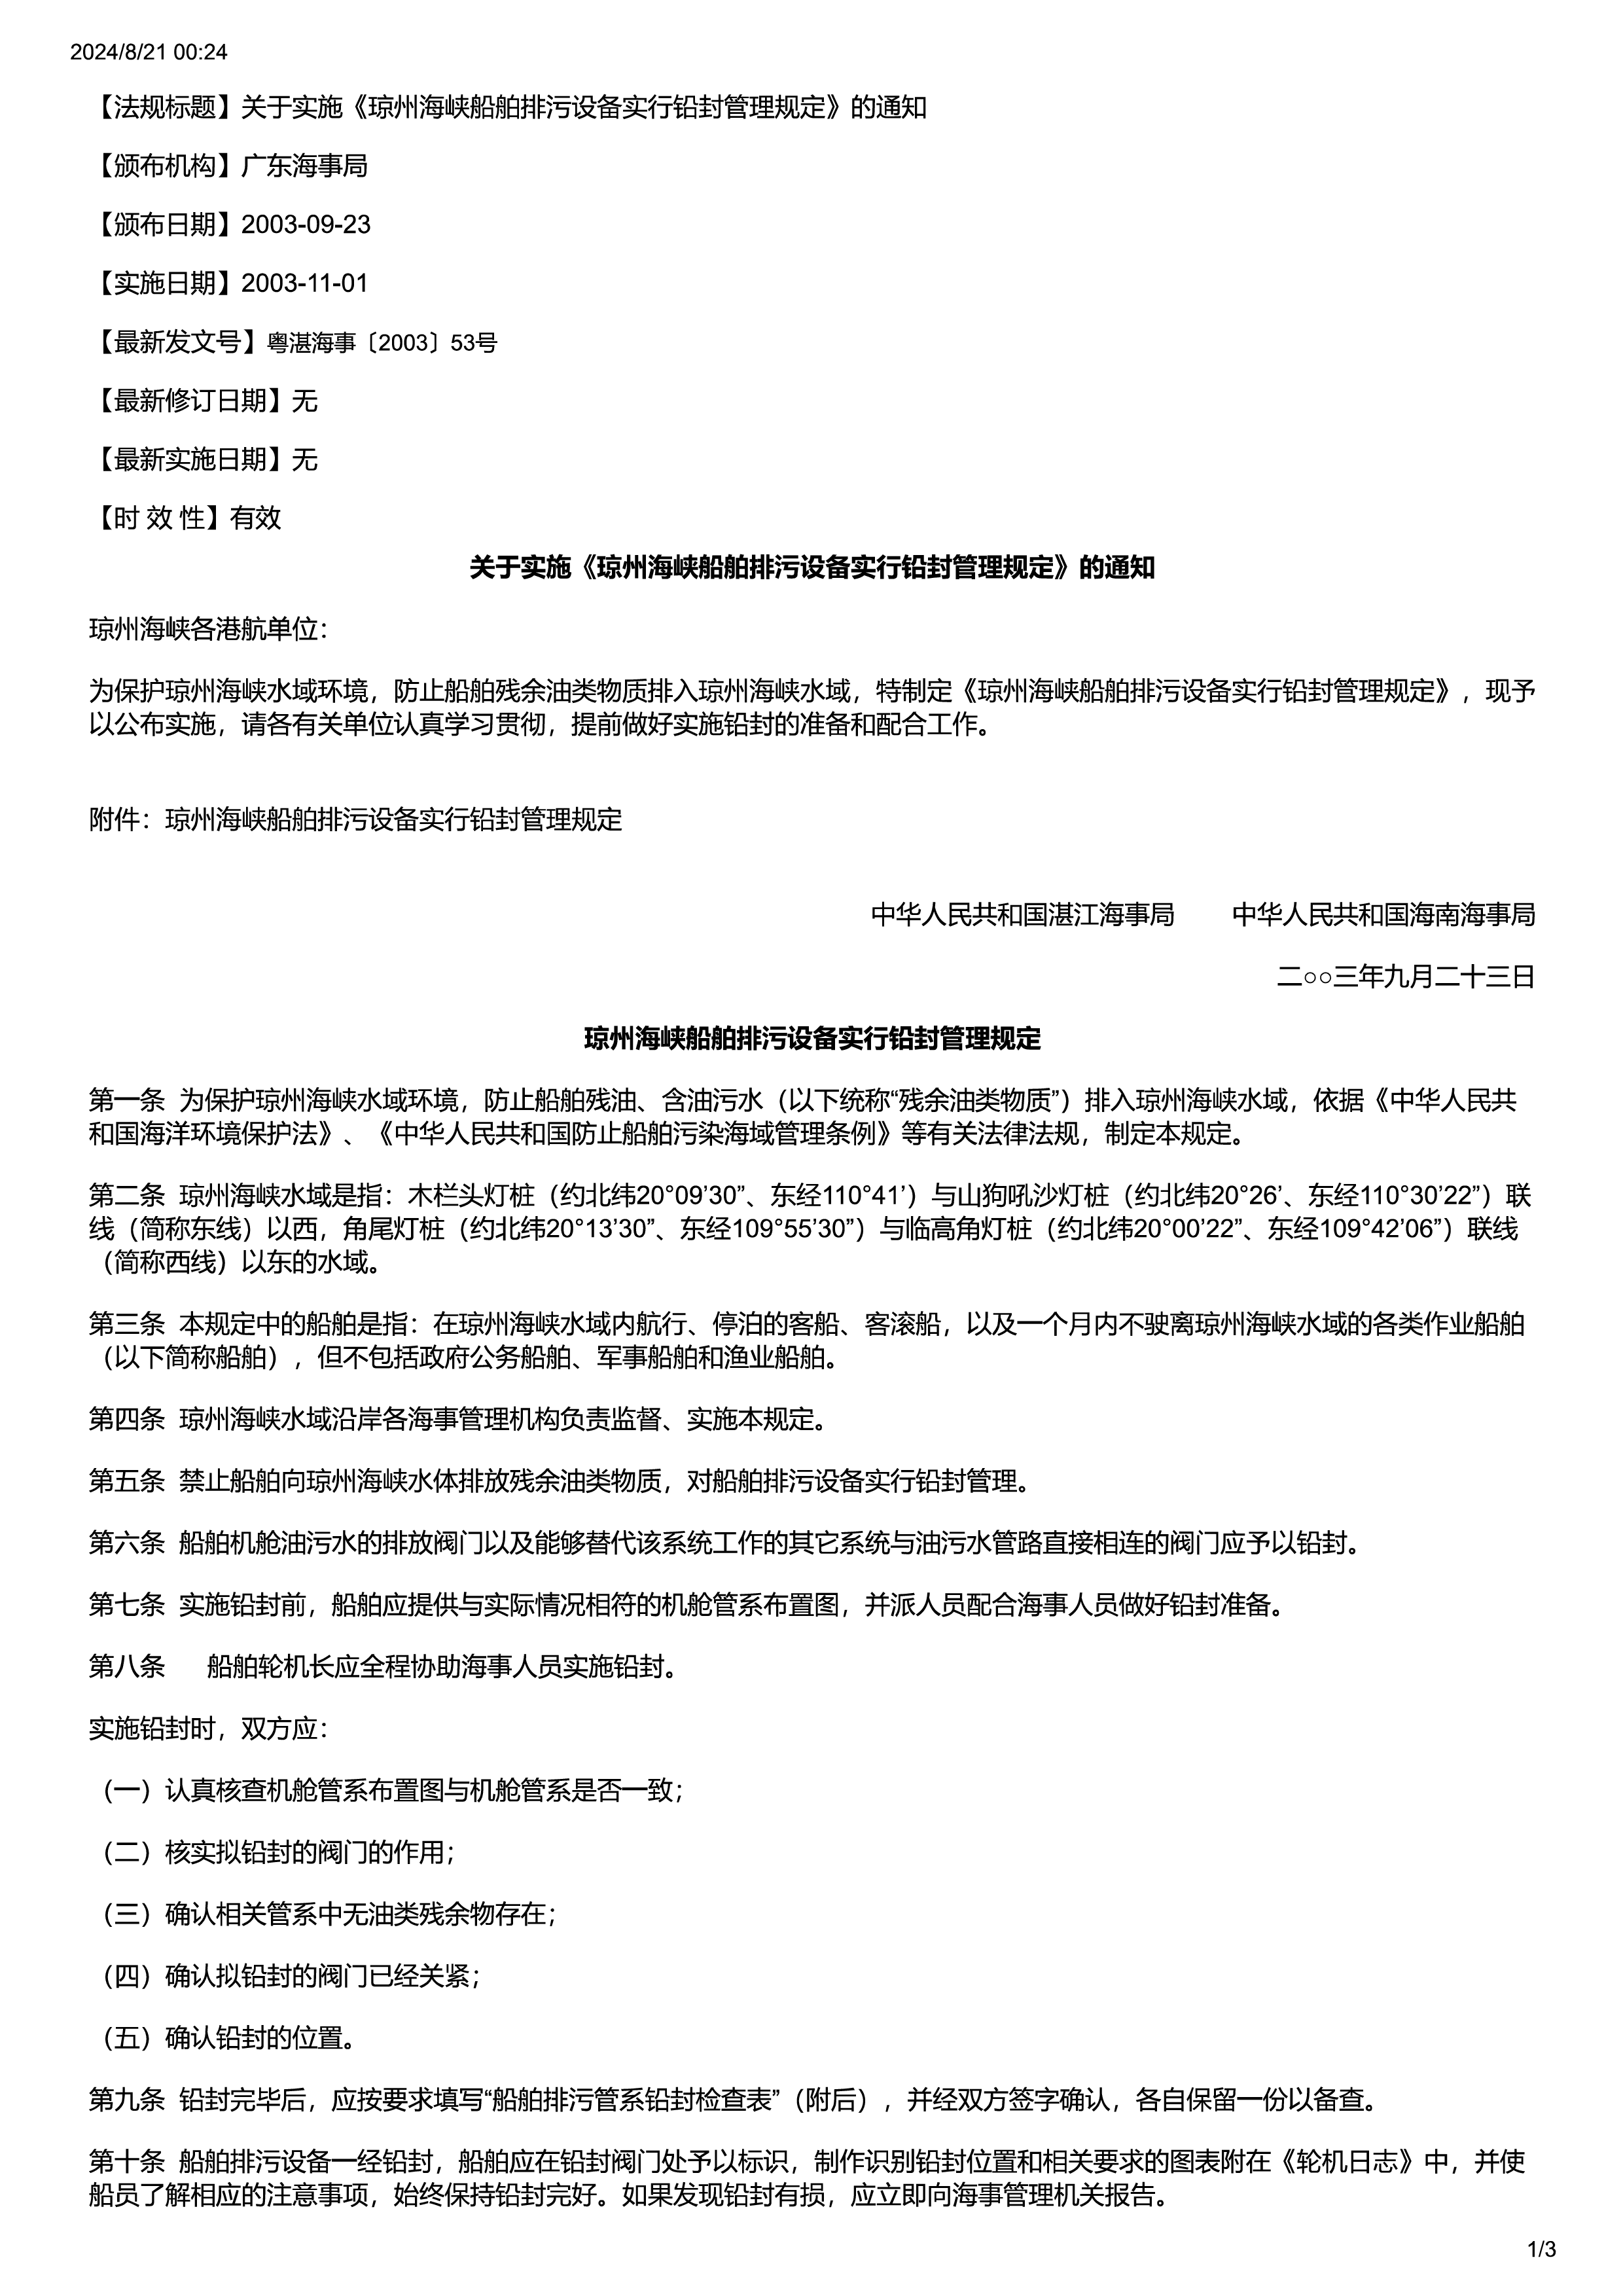 2024/8/21 00:24
【法规标题】关于实施《琼州海峡船舶排污设备实行铅封管理规定》的通知
【颁布机构】广东海事局
【颁布日期】2003-09-23
【实施日期】2003-11-01
【最新发文号】粤湛海事〔2003〕53号
【最新修订日期】无
【最新实施日期】无
【时 效 性】有效
关于实施《琼州海峡船舶排污设备实行铅封管理规定》的通知
琼州海峡各港航单位：
为保护琼州海峡水域环境，防止船舶残余油类物质排入琼州海峡水域，特制定《琼州海峡船舶排污设备实行铅封管理规定》，现予
以公布实施，请各有关单位认真学习贯彻，提前做好实施铅封的准备和配合工作。
附件：琼州海峡船舶排污设备实行铅封管理规定
中华人民共和国湛江海事局 中华人民共和国海南海事局
二○○三年九月二十三日
琼州海峡船舶排污设备实行铅封管理规定
第一条 为保护琼州海峡水域环境，防止船舶残油、含油污水（以下统称“残余油类物质”）排入琼州海峡水域，依据《中华人民共
和国海洋环境保护法》、《中华人民共和国防止船舶污染海域管理条例》等有关法律法规，制定本规定。
第二条 琼州海峡水域是指：木栏头灯桩（约北纬20°09’30”、东经110°41’）与山狗吼沙灯桩（约北纬20°26’、东经110°30’22”）联
线（简称东线）以西，角尾灯桩（约北纬20°13’30”、东经109°55’30”）与临高角灯桩（约北纬20°00’22”、东经109°42’06”）联线
（简称西线）以东的水域。
第三条 本规定中的船舶是指：在琼州海峡水域内航行、停泊的客船、客滚船，以及一个月内不驶离琼州海峡水域的各类作业船舶
（以下简称船舶），但不包括政府公务船舶、军事船舶和渔业船舶。
第四条 琼州海峡水域沿岸各海事管理机构负责监督、实施本规定。
第五条 禁止船舶向琼州海峡水体排放残余油类物质，对船舶排污设备实行铅封管理。
第六条 船舶机舱油污水的排放阀门以及能够替代该系统工作的其它系统与油污水管路直接相连的阀门应予以铅封。
第七条 实施铅封前，船舶应提供与实际情况相符的机舱管系布置图，并派人员配合海事人员做好铅封准备。
第八条 船舶轮机长应全程协助海事人员实施铅封。
实施铅封时，双方应：
（一）认真核查机舱管系布置图与机舱管系是否一致；
（二）核实拟铅封的阀门的作用；
（三）确认相关管系中无油类残余物存在；
（四）确认拟铅封的阀门已经关紧；
（五）确认铅封的位置。
第九条 铅封完毕后，应按要求填写“船舶排污管系铅封检查表”（附后），并经双方签字确认，各自保留一份以备查。
第十条 船舶排污设备一经铅封，船舶应在铅封阀门处予以标识，制作识别铅封位置和相关要求的图表附在《轮机日志》中，并使
船员了解相应的注意事项，始终保持铅封完好。如果发现铅封有损，应立即向海事管理机关报告。
1/3